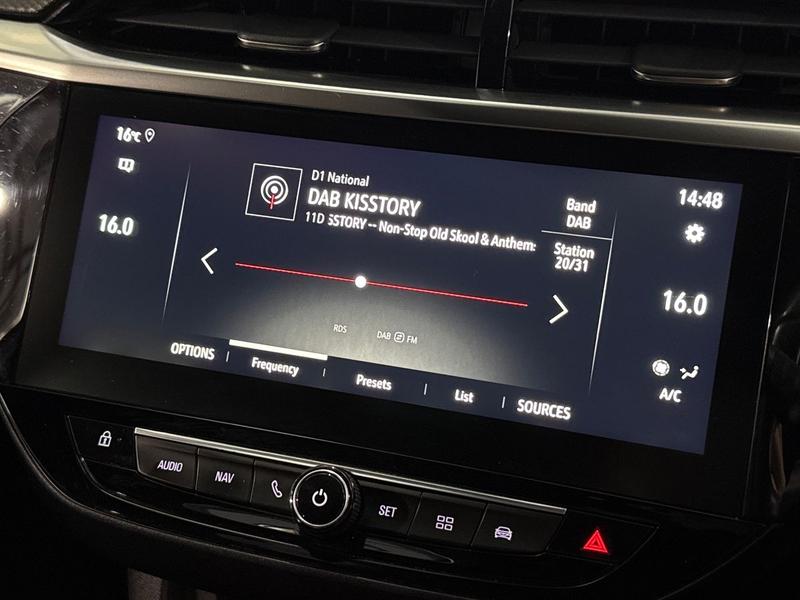 16°C
14:48
D1 National
DAB KISSTORY
11D SSTORY -- Non-Stop Old Skool & Anthem:
Band
DAB
Station
20/31
16.0
16.0
RDS
DAB FM
A/C
OPTIONS
Frequency
Presets
List
SOURCES
AUDIO
NAV
SET